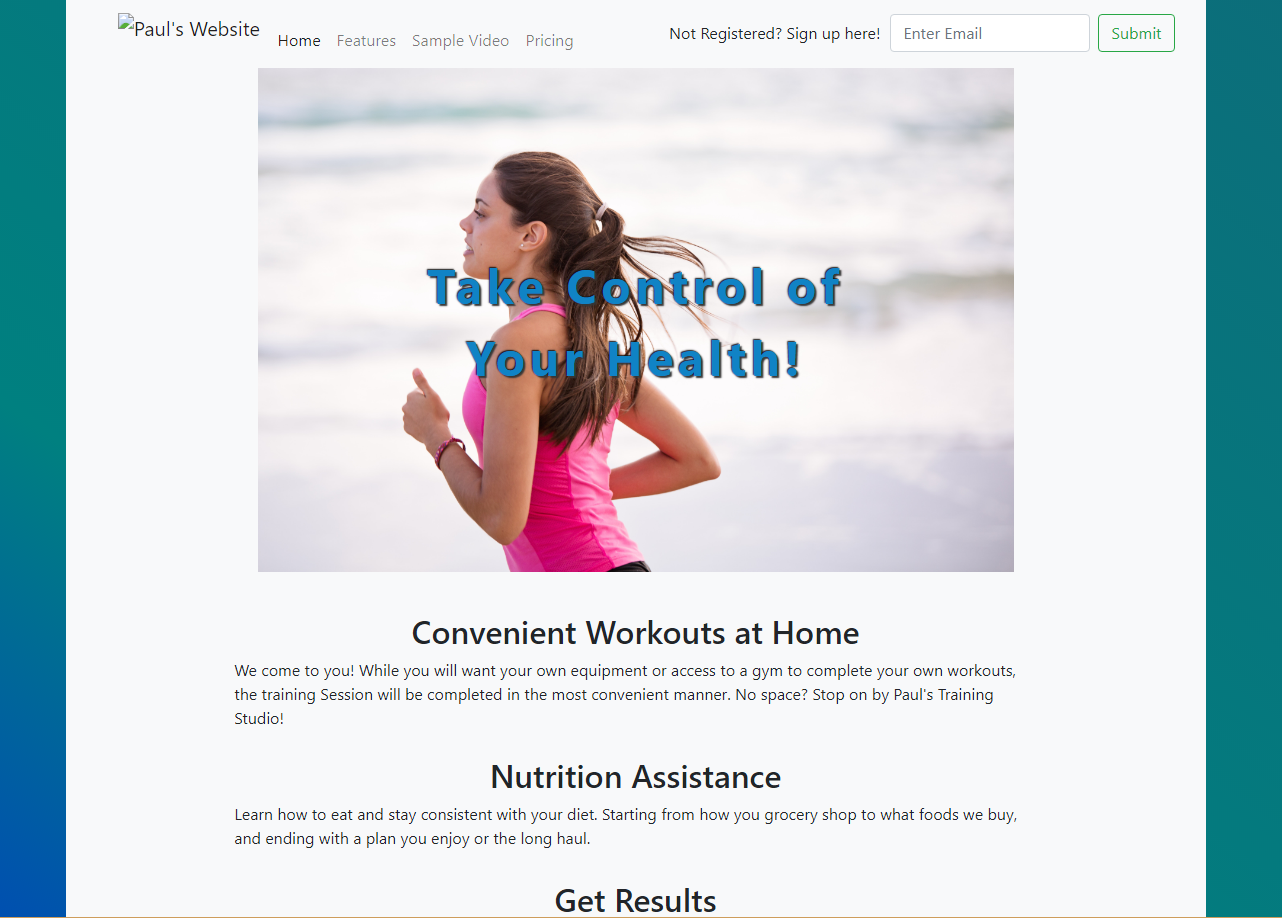 Paul's Website Home Features Sample Video Pricing Not Registered? Sign up here! Enter Email Submit
Take Control of
Your Health!
Convenient Workouts at Home
We come to you! While you will want your own equipment or access to a gym to complete your own workouts,
the training Session will be completed in the most convenient manner. No space? Stop on by Paul's Training
Studio!
Nutrition Assistance
Learn how to eat and stay consistent with your diet. Starting from how you grocery shop to what foods we buy,
and ending with a plan you enjoy or the long haul.
Get Results